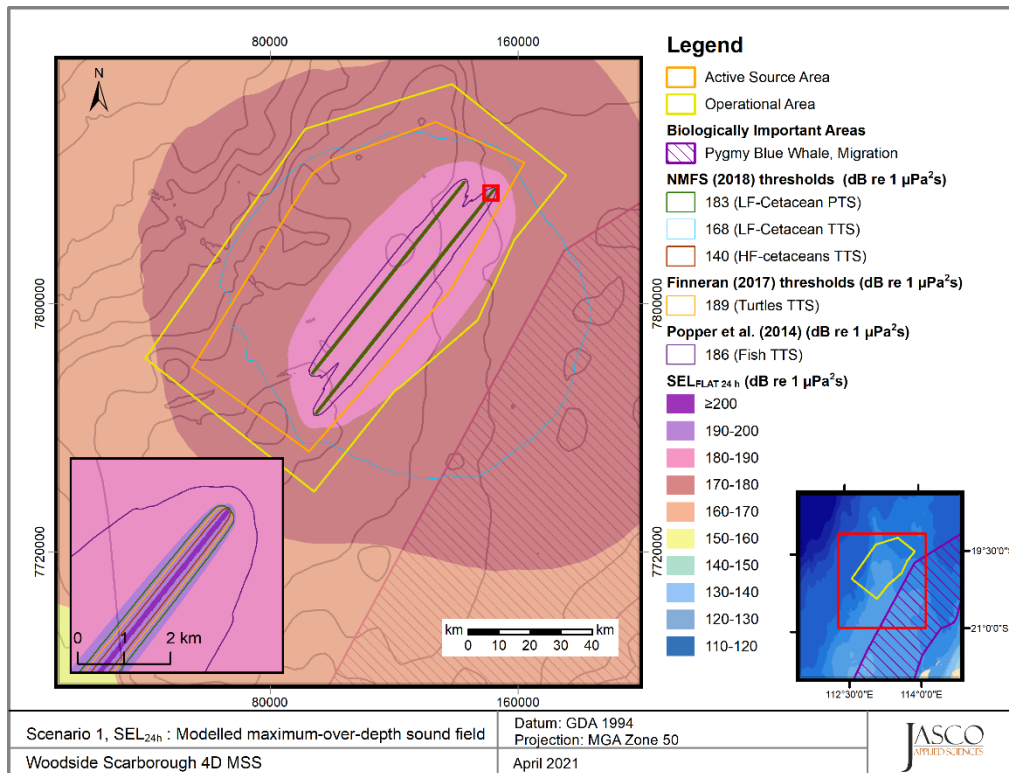 80000
160000
N
7800000
7800000
7720000
7720000
0 1 2 km
km
km
0 10 20 30 40
80000
160000
Legend
Active Source Area
Operational Area
Biologically Important Areas
Pygmy Blue Whale, Migration
NMFS (2018) thresholds (dB re 1 µPa²s)
183 (LF-Cetacean PTS)
168 (LF-Cetacean TTS)
140 (HF-cetaceans TTS)
Finneran (2017) thresholds (dB re 1 µPa²s)
189 (Turtles TTS)
Popper et al. (2014) (dB re 1 µPa²s)
186 (Fish TTS)
SELFLAT 24 h (dB re 1 µPa²s)
≥200
190-200
180-190
170-180
160-170
150-160
140-150
130-140
120-130
110-120
19°30'0"S
21°0'0"S
112°30'0"E
114°0'0"E
Scenario 1, SEL24h : Modelled maximum-over-depth sound field
Datum: GDA 1994
Projection: MGA Zone 50
Woodside Scarborough 4D MSS
April 2021
JASCO
APPLIED SCIENCES